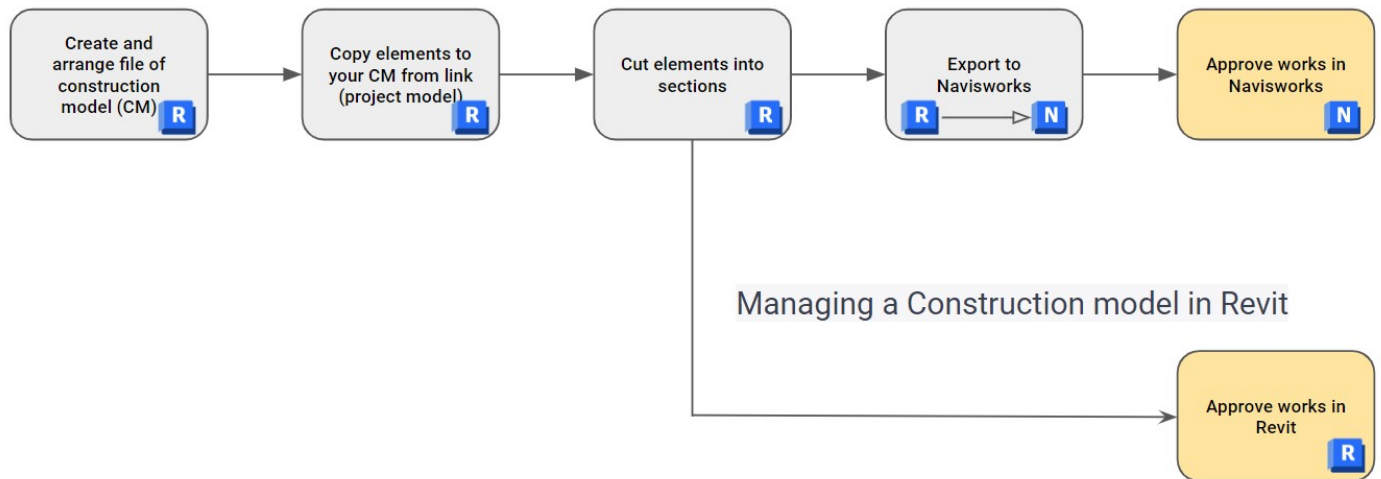 Create and
arrange file of
construction
model (CM)
R
Copy elements to
your CM from link
(project model)
R
Cut elements into
sections
R
Export to
Navisworks
R
N
Approve works in
Navisworks
N
Managing a Construction model in Revit
Approve works in
Revit
R